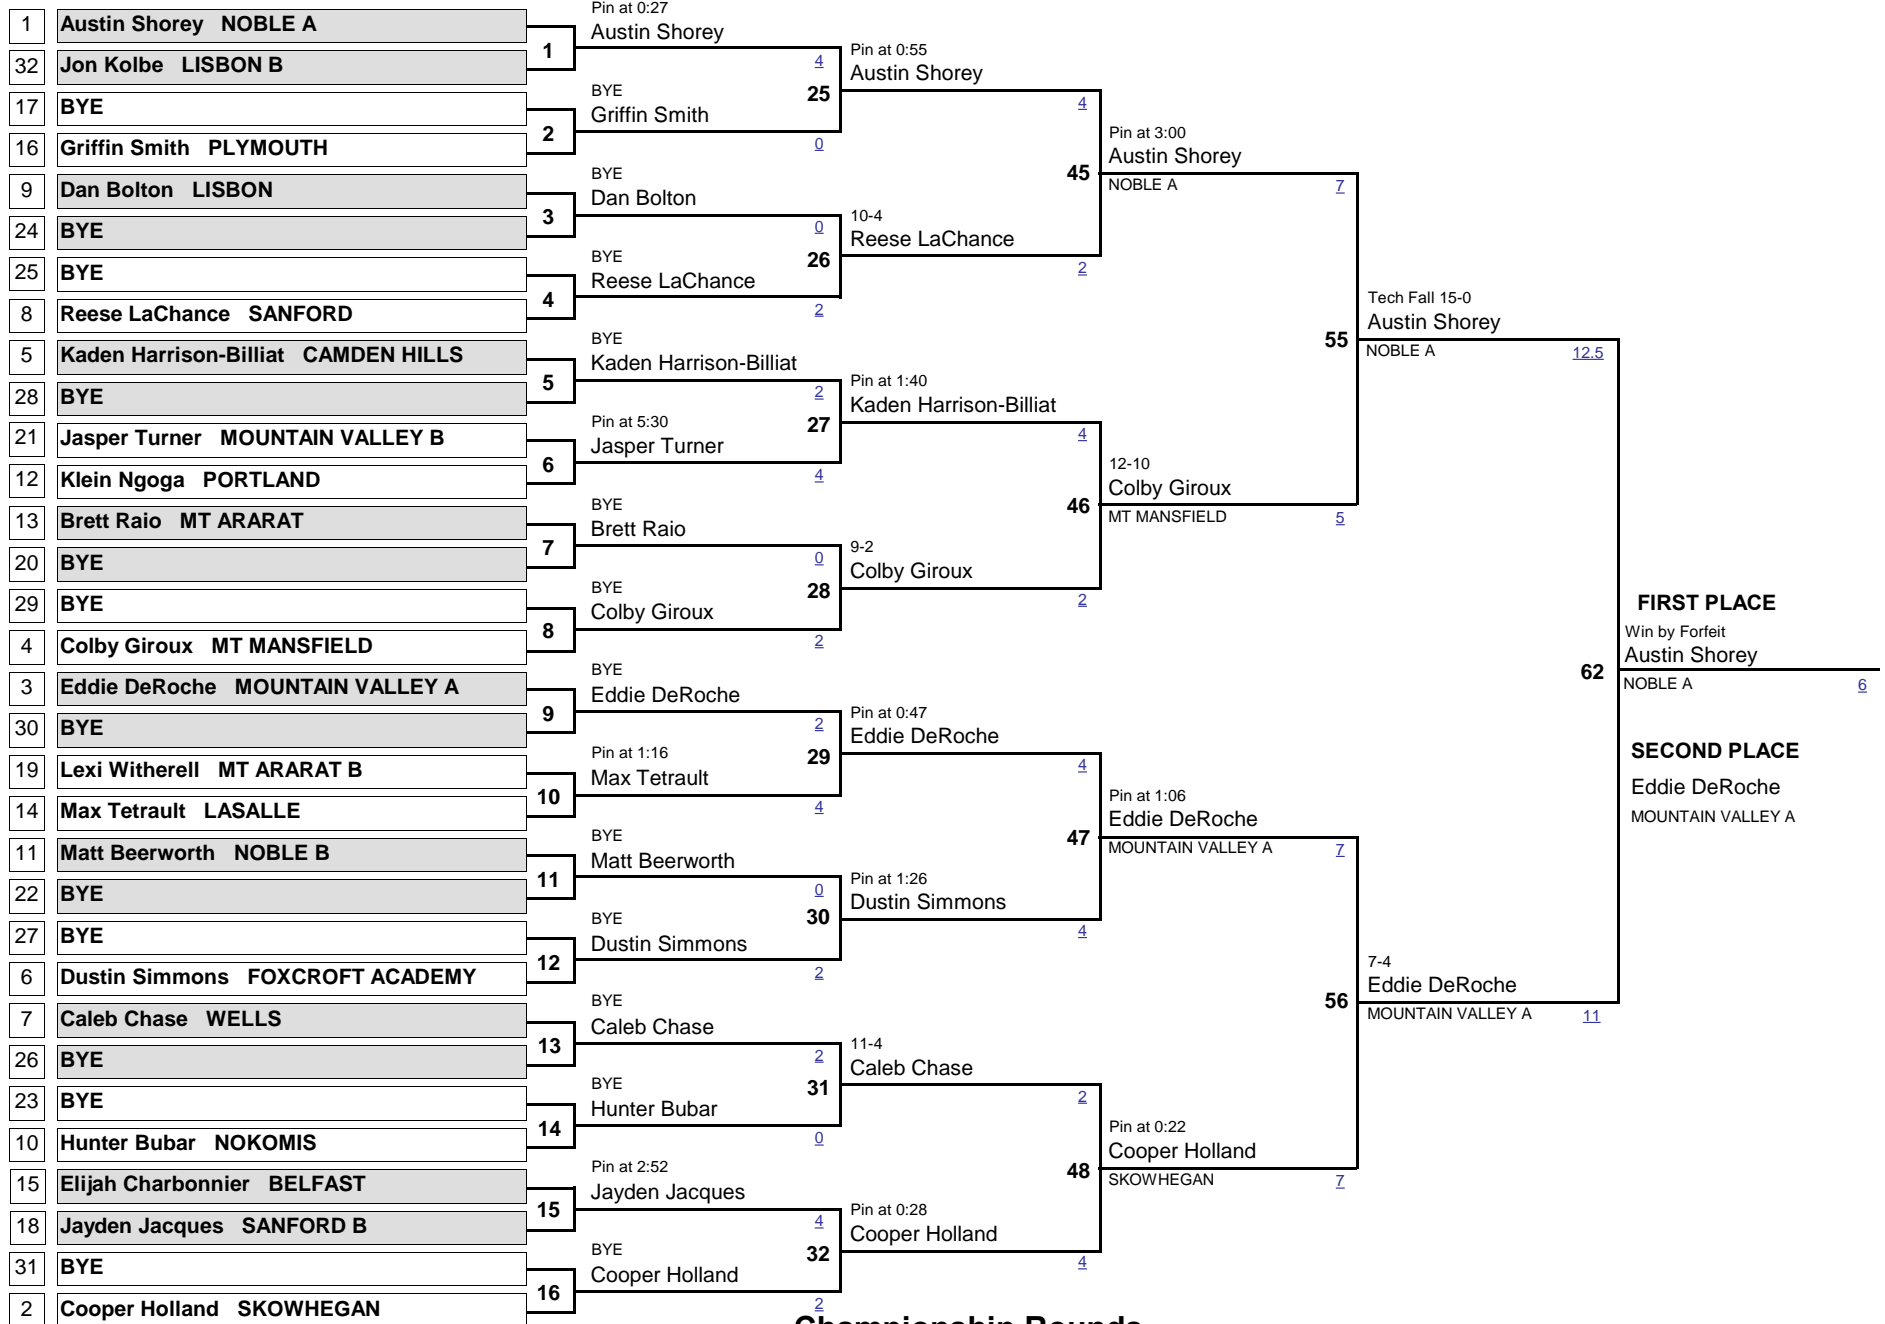 1 Austin Shorey NOBLE A
32 Jon Kolbe LISBON B
17 BYE
16 Griffin Smith PLYMOUTH
9 Dan Bolton LISBON
24 BYE
25 BYE
8 Reese LaChance SANFORD
5 Kaden Harrison-Billiat CAMDEN HILLS
28 BYE
21 Jasper Turner MOUNTAIN VALLEY B
12 Klein Ngoga PORTLAND
13 Brett Raio MT ARARAT
20 BYE
29 BYE
4 Colby Giroux MT MANSFIELD
3 Eddie DeRoche MOUNTAIN VALLEY A
30 BYE
19 Lexi Witherell MT ARARAT B
14 Max Tetrault LASALLE
11 Matt Beerworth NOBLE B
22 BYE
27 BYE
6 Dustin Simmons FOXCROFT ACADEMY
7 Caleb Chase WELLS
26 BYE
23 BYE
10 Hunter Bubar NOKOMIS
15 Elijah Charbonnier BELFAST
18 Jayden Jacques SANFORD B
31 BYE
2 Cooper Holland SKOWHEGAN
Pin at 0:27
1 Austin Shorey
4
BYE
2 Griffin Smith
0
BYE
3 Dan Bolton
0
BYE
4 Reese LaChance
2
BYE
5 Kaden Harrison-Billiat
2
Pin at 5:30
6 Jasper Turner
4
BYE
7 Brett Raio
0
BYE
8 Colby Giroux
2
BYE
9 Eddie DeRoche
2
Pin at 1:16
10 Max Tetrault
4
BYE
11 Matt Beerworth
0
BYE
12 Dustin Simmons
2
BYE
13 Caleb Chase
2
BYE
14 Hunter Bubar
0
Pin at 2:52
15 Jayden Jacques
4
BYE
16 Cooper Holland
2
Pin at 0:55
25 Austin Shorey
4
10-4
26 Reese LaChance
2
Pin at 1:40
27 Kaden Harrison-Billiat
4
9-2
28 Colby Giroux
2
Pin at 0:47
29 Eddie DeRoche
4
Pin at 1:26
30 Dustin Simmons
4
11-4
31 Caleb Chase
2
Pin at 0:28
32 Cooper Holland
4
Pin at 3:00
45 Austin Shorey
NOBLE A 7
12-10
46 Colby Giroux
MT MANSFIELD 5
Pin at 1:06
47 Eddie DeRoche
MOUNTAIN VALLEY A 7
Pin at 0:22
48 Cooper Holland
SKOWHEGAN 7
Tech Fall 15-0
55 Austin Shorey
NOBLE A 12.5
7-4
56 Eddie DeRoche
MOUNTAIN VALLEY A 11
FIRST PLACE
Win by Forfeit
62 Austin Shorey
NOBLE A 6
SECOND PLACE
Eddie DeRoche
MOUNTAIN VALLEY A
Championship Rounds